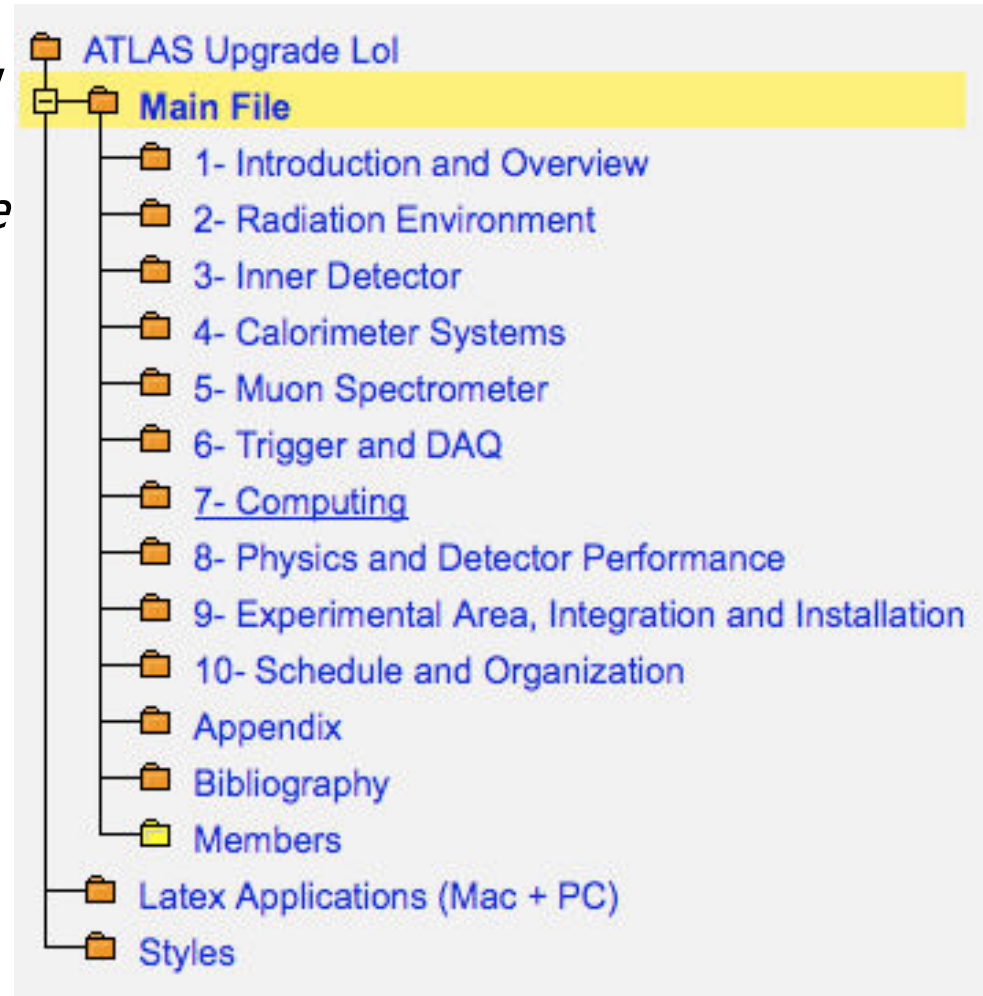 ATLAS Upgrade LoI
Main File
1- Introduction and Overview
e
2- Radiation Environment
3- Inner Detector
4- Calorimeter Systems
5- Muon Spectrometer
6- Trigger and DAQ
7- Computing
8- Physics and Detector Performance
9- Experimental Area, Integration and Installation
10- Schedule and Organization
Appendix
Bibliography
Members
Latex Applications (Mac + PC)
Styles